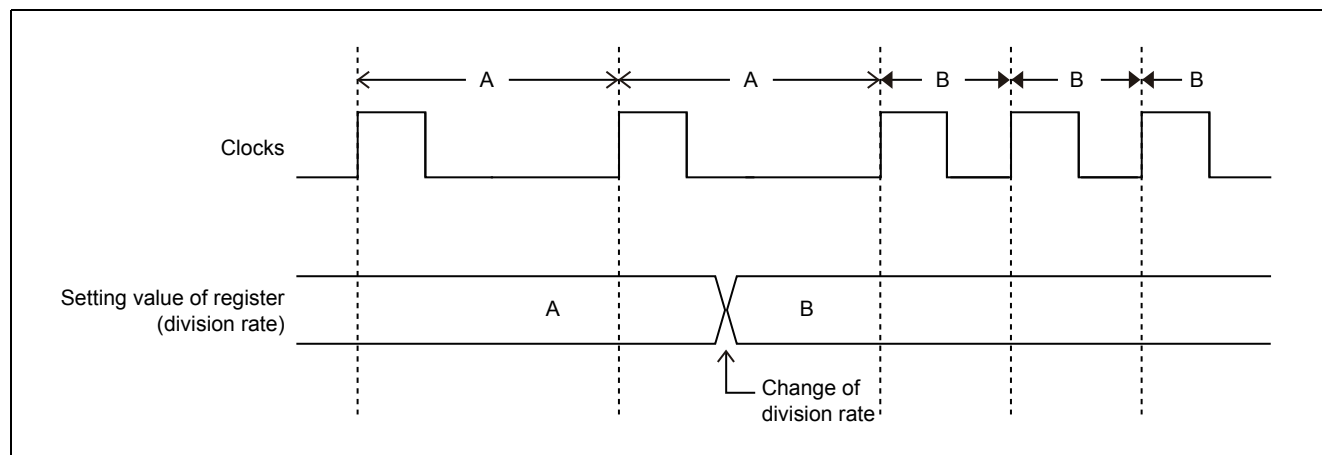 A A B B B
Clocks
Setting value of register
(division rate)
A B
Change of
division rate